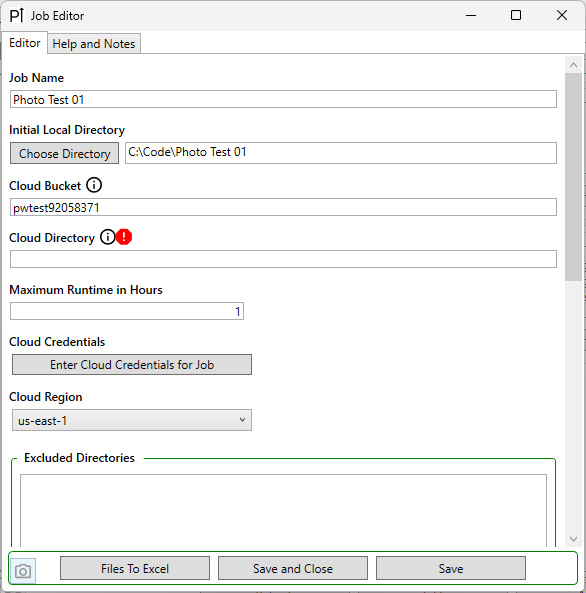 Job Editor
Editor
Help and Notes
Job Name
Photo Test 01
Initial Local Directory
Choose Directory
C:\Code\Photo Test 01
Cloud Bucket
pwtest92058371
Cloud Directory
Maximum Runtime in Hours
1
Cloud Credentials
Enter Cloud Credentials for Job
Cloud Region
us-east-1
Excluded Directories
Files To Excel
Save and Close
Save